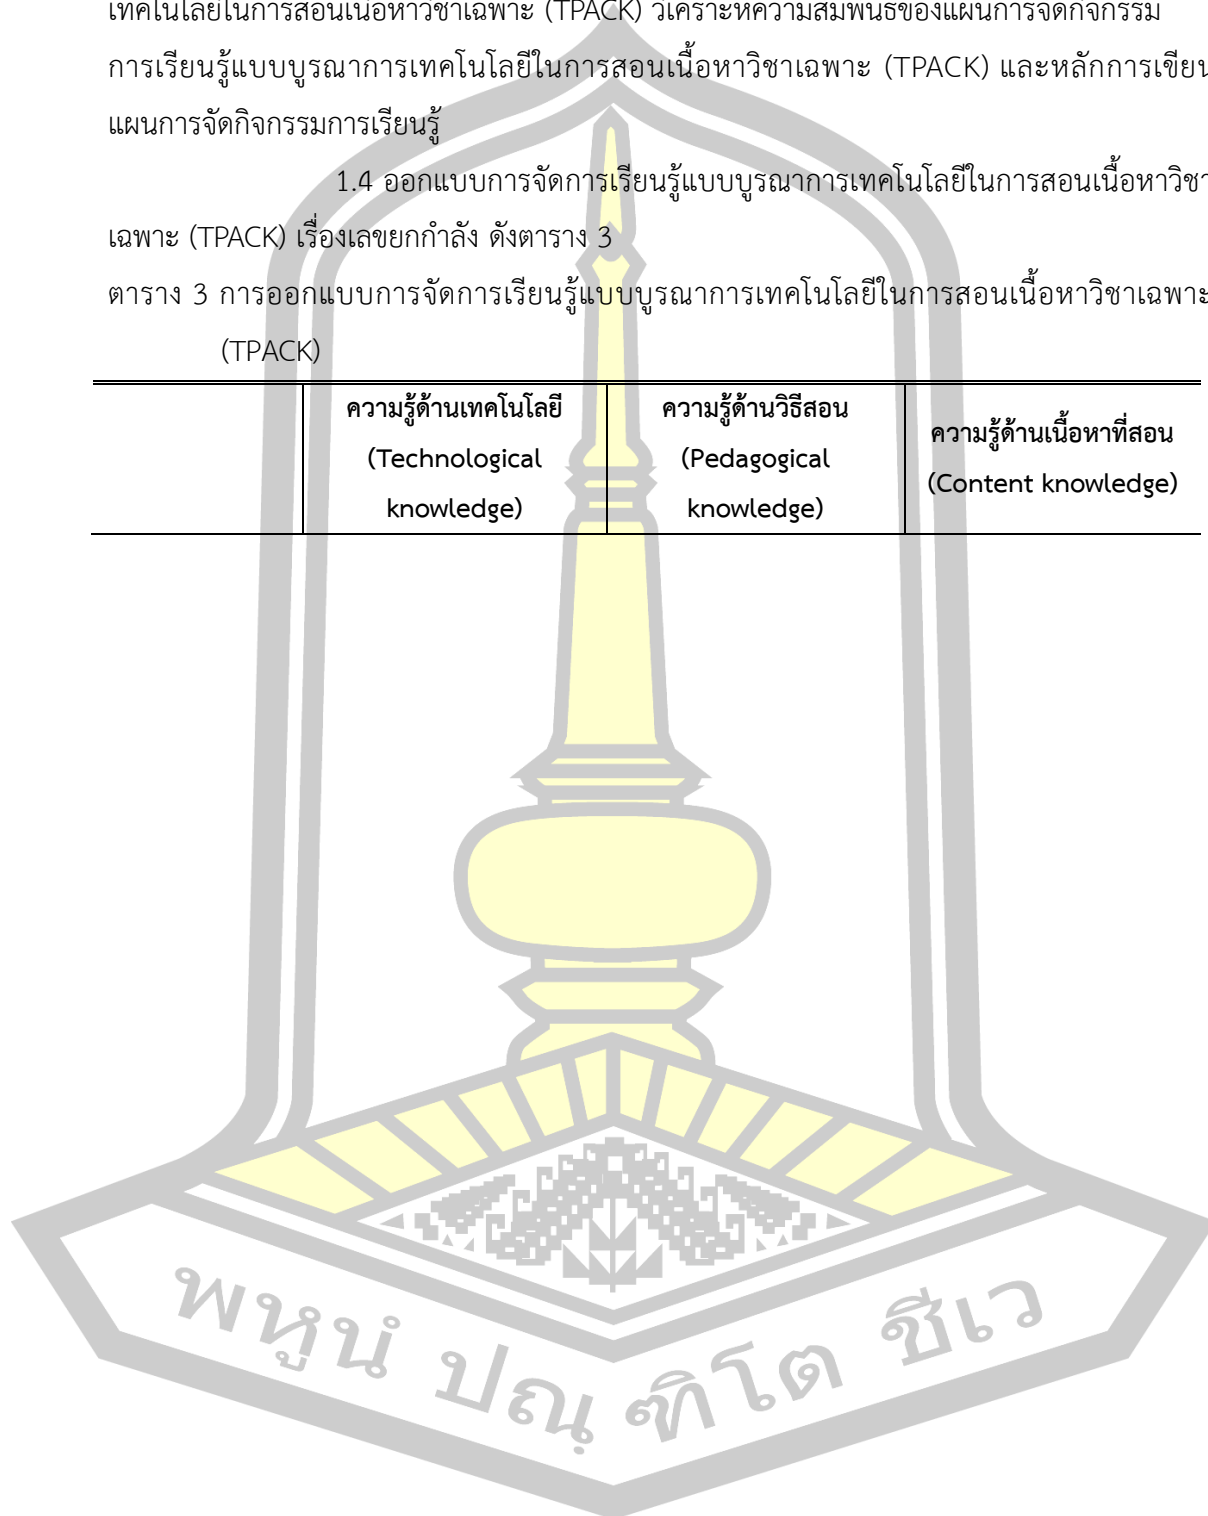 เทคโนโลยีในการสอนเนื้อหาวิชาเฉพาะ (TPACK) วิเคราะห์ความสัมพันธ์ของแผนการจัดกิจกรรม
การเรียนรู้แบบบูรณาการเทคโนโลยีในการสอนเนื้อหาวิชาเฉพาะ (TPACK) และหลักการเขียน
แผนการจัดกิจกรรมการเรียนรู้
1.4 ออกแบบการจัดการเรียนรู้แบบบูรณาการเทคโนโลยีในการสอนเนื้อหาวิชา
เฉพาะ (TPACK) เรื่องเลขยกกำลัง ดังตาราง 3
ตาราง 3 การออกแบบการจัดการเรียนรู้แบบบูรณาการเทคโนโลยีในการสอนเนื้อหาวิชาเฉพาะ
(TPACK)
ความรู้ด้านเทคโนโลยี
(Technological
knowledge)
ความรู้ด้านวิธีสอน
(Pedagogical
knowledge)
ความรู้ด้านเนื้อหาที่สอน
(Content knowledge)
พหูนํ ปณฺฑิโต ชีเว